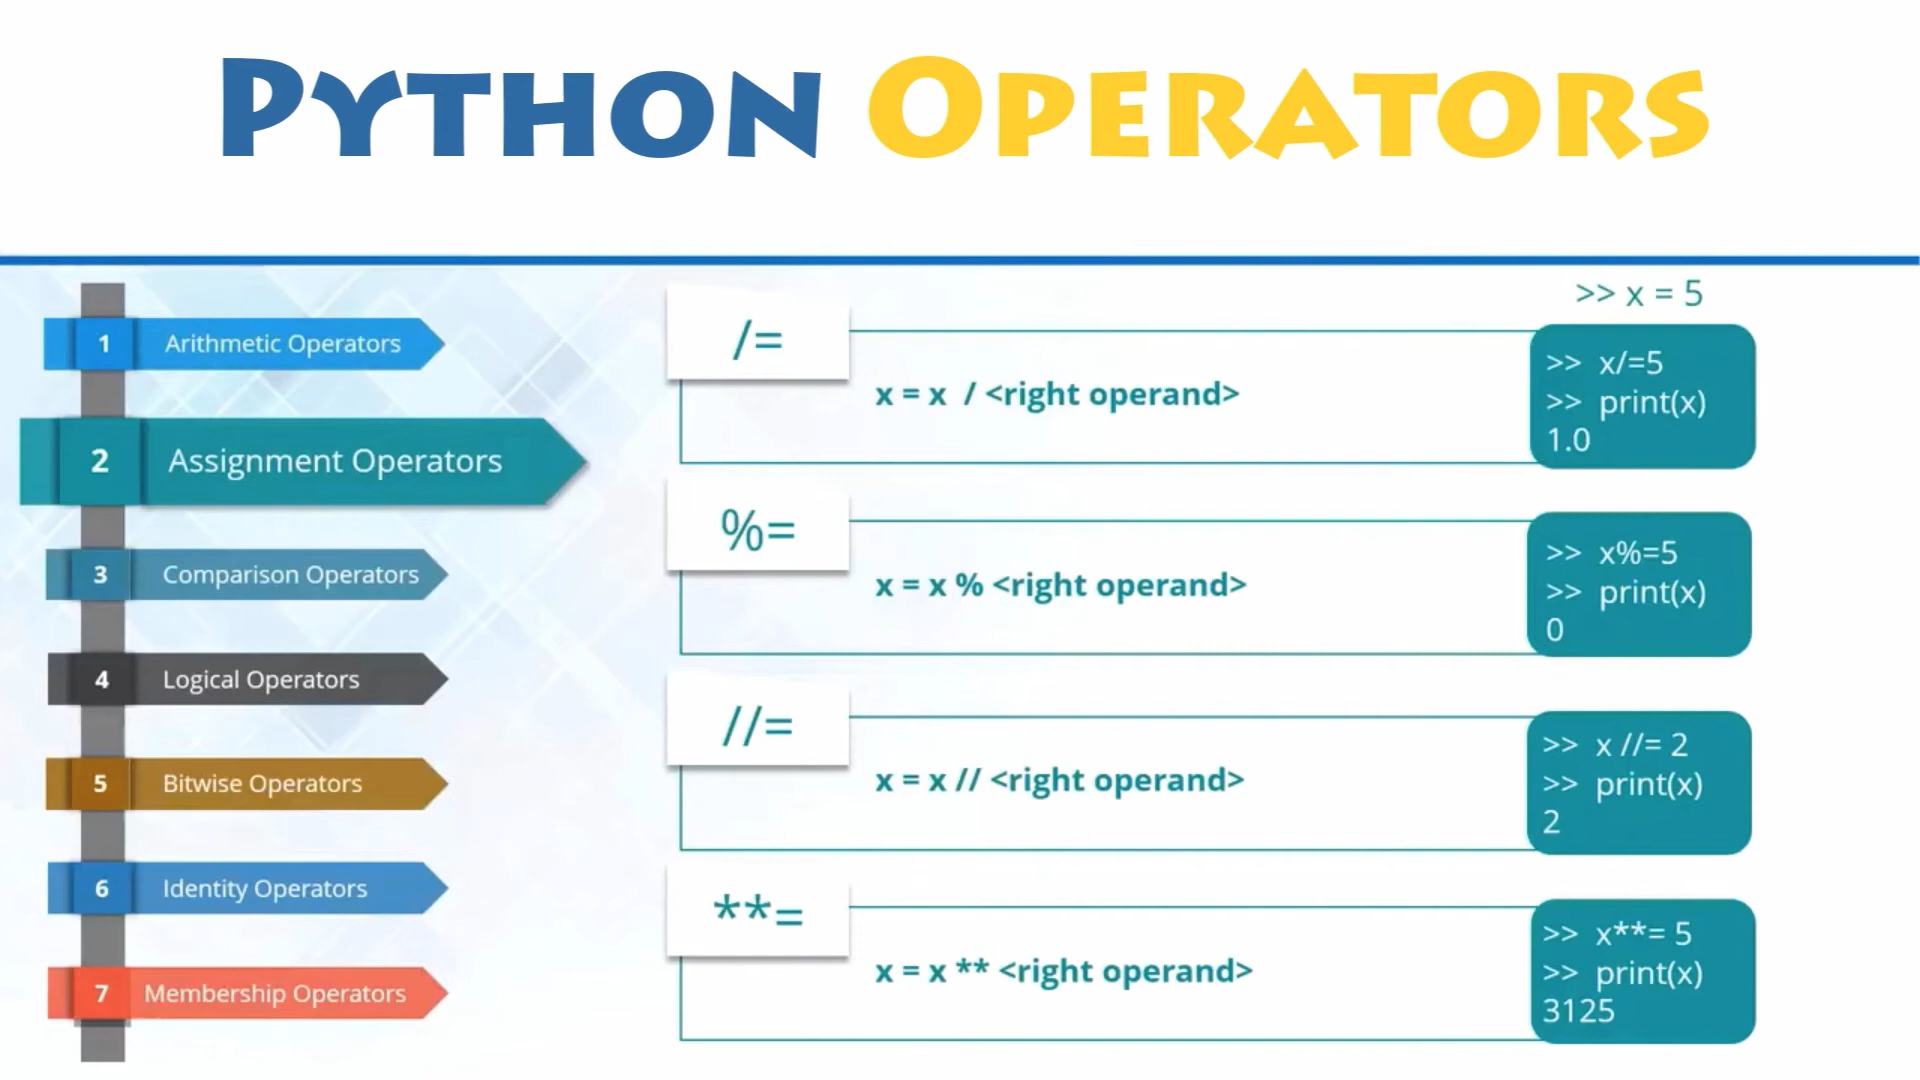 PYTHON OPERATORS
1 Arithmetic Operators
2 Assignment Operators
3 Comparison Operators
4 Logical Operators
5 Bitwise Operators
6 Identity Operators
7 Membership Operators
>> x = 5
/=
x = x / <right operand>
>> x/=5
>> print(x)
1.0
%=
x = x % <right operand>
>> x%=5
>> print(x)
0
//=
x = x // <right operand>
>> x //= 2
>> print(x)
2
**=
x = x ** <right operand>
>> x**= 5
>> print(x)
3125